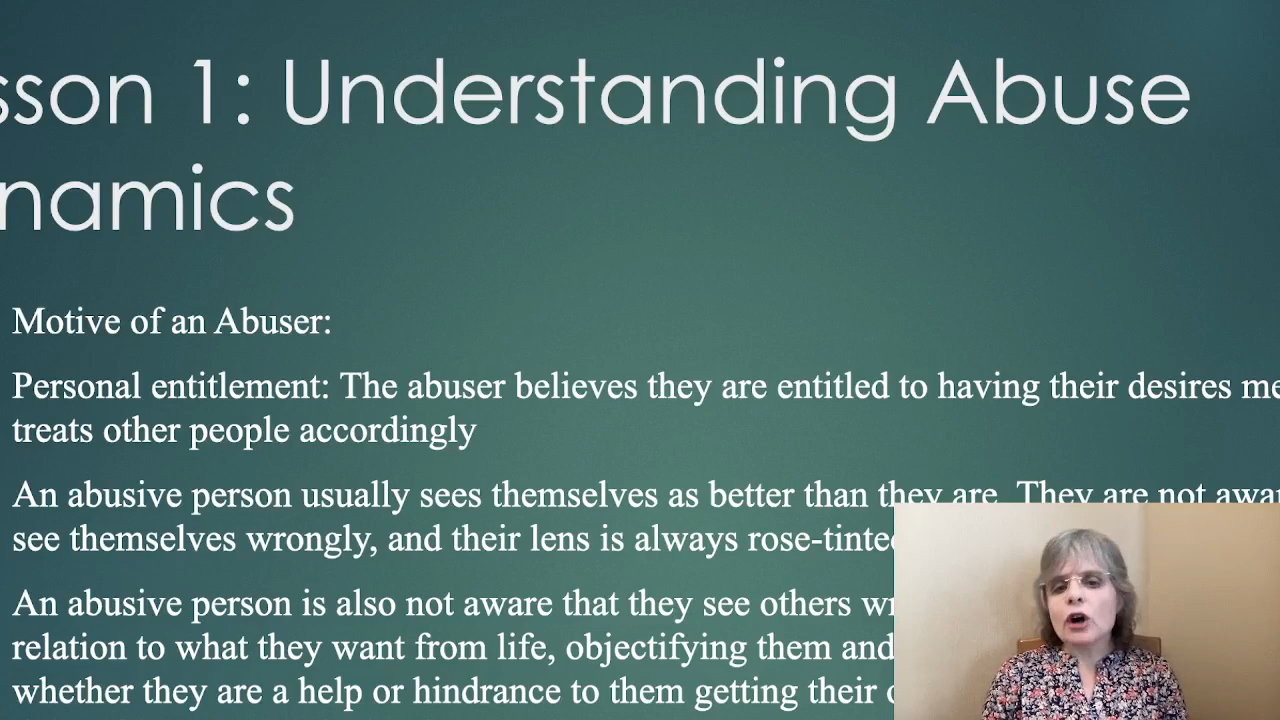 sson 1: Understanding Abuse
namics
Motive of an Abuser:
Personal entitlement: The abuser believes they are entitled to having their desires me
treats other people accordingly
An abusive person usually sees themselves as better than they are. They are not awar
see themselves wrongly, and their lens is always rose-tinted
An abusive person is also not aware that they see others wr
relation to what they want from life, objectifying them and
whether they are a help or hindrance to them getting their